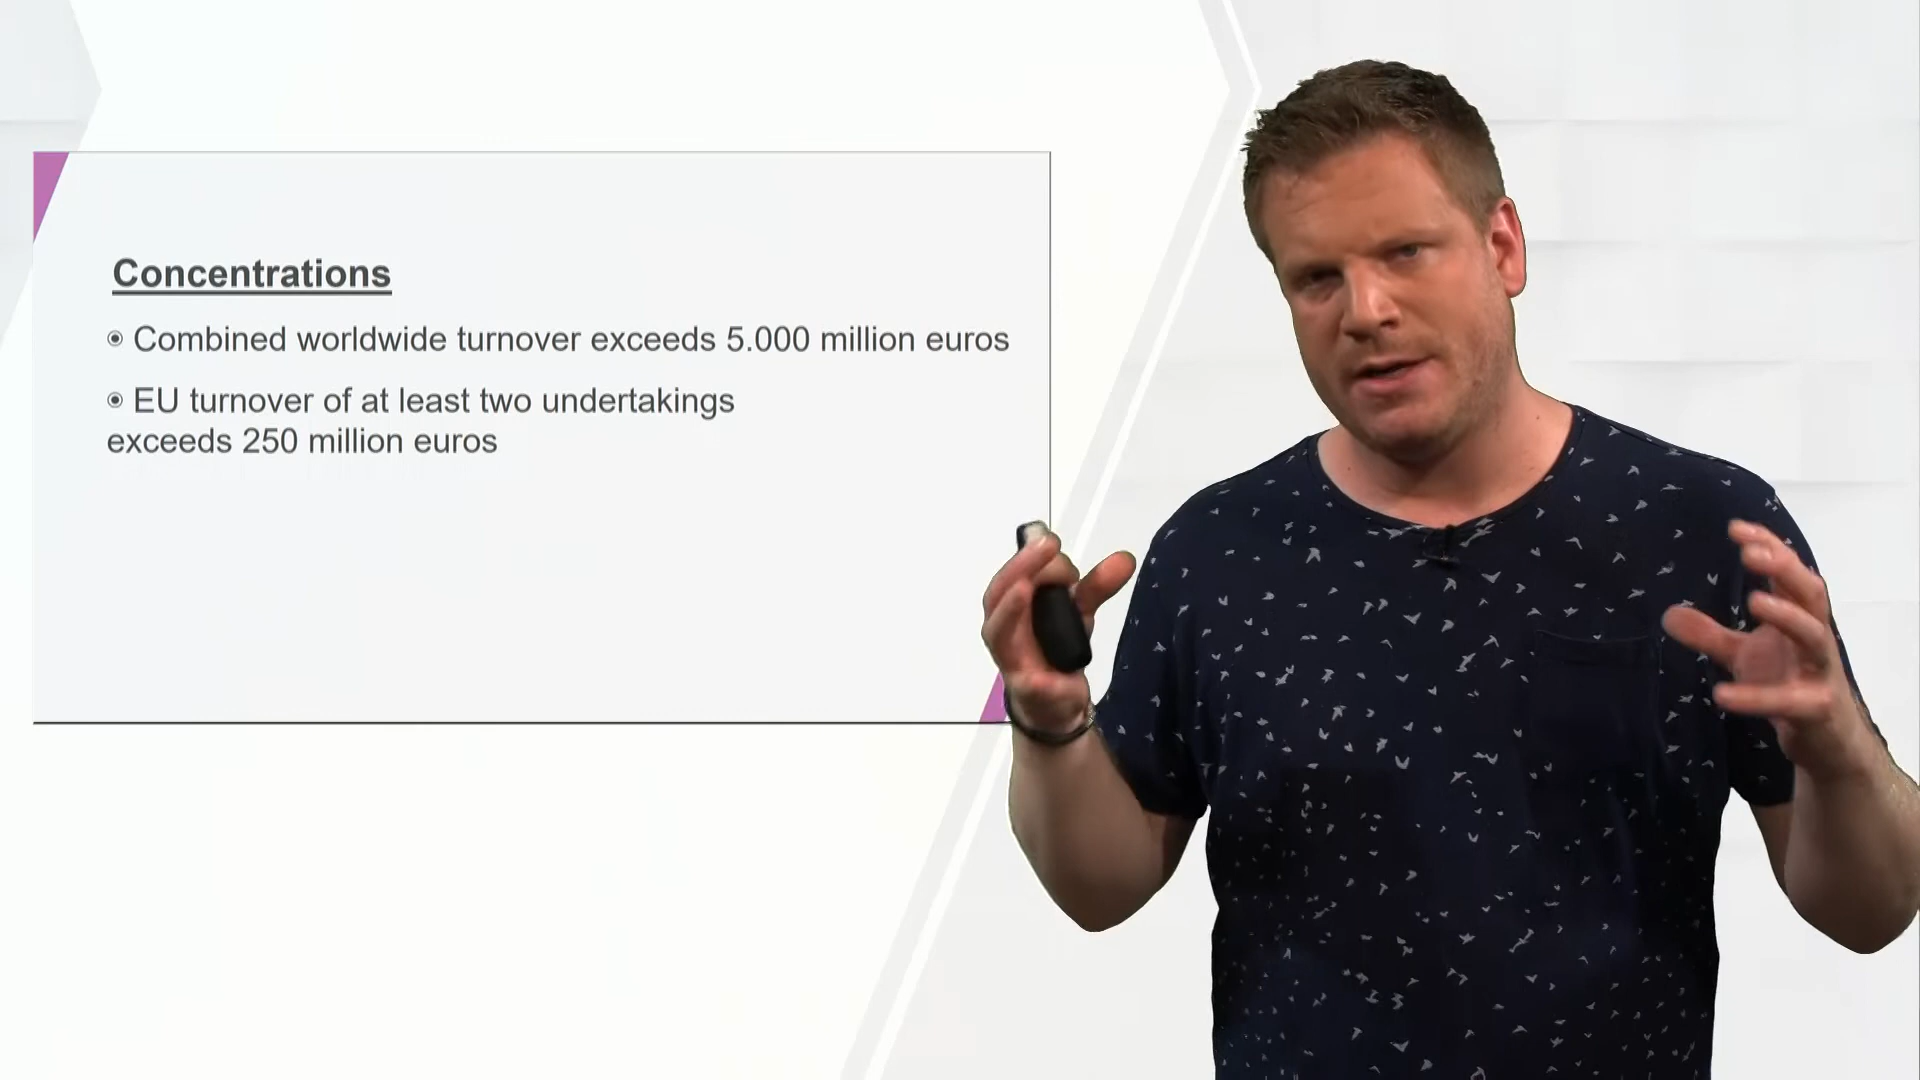 Concentrations
Combined worldwide turnover exceeds 5.000 million euros
EU turnover of at least two undertakings
exceeds 250 million euros